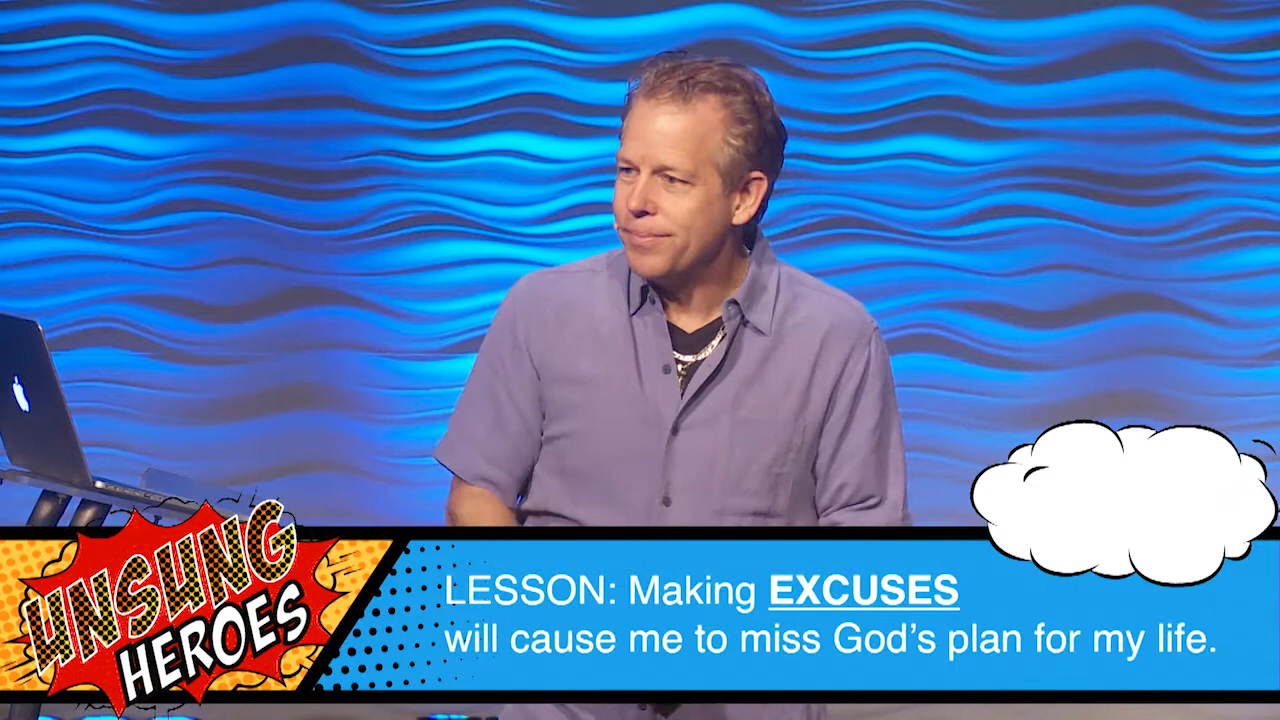 UNSUNG
HEROES
LESSON: Making EXCUSES
will cause me to miss God’s plan for my life.